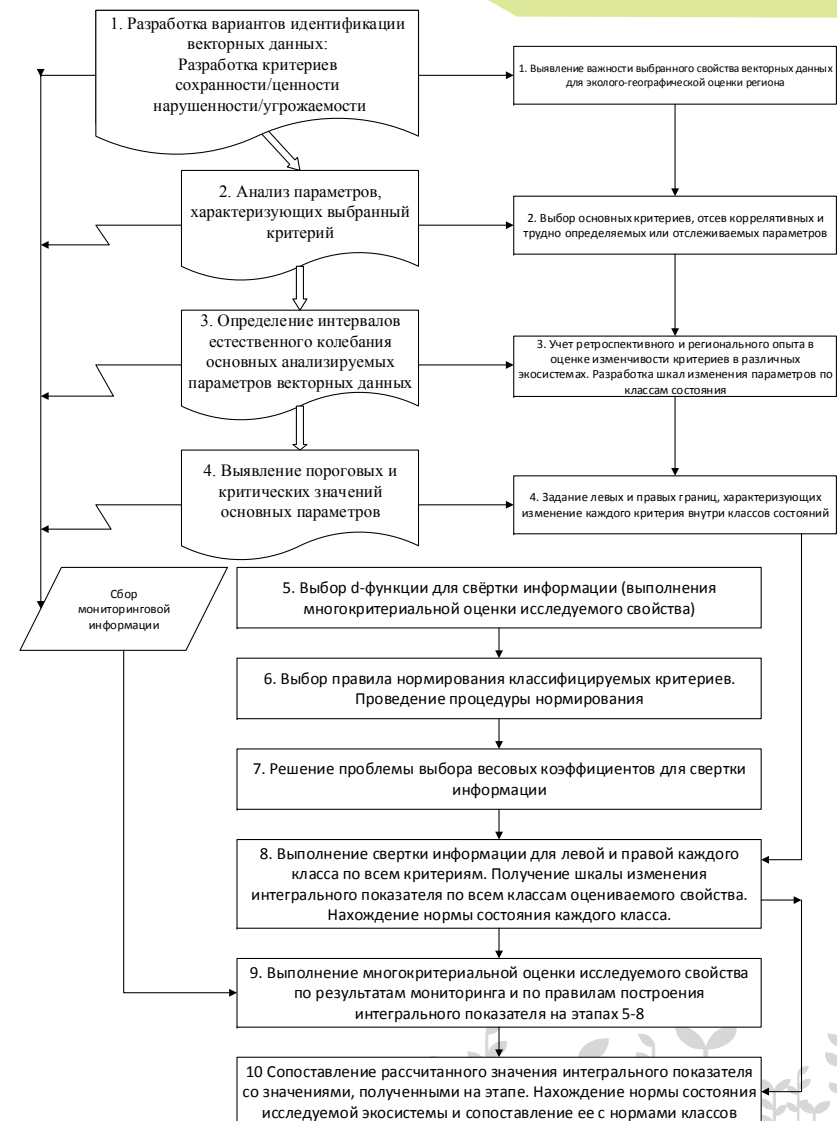 1. Разработка вариантов идентификации
векторных данных:
Разработка критериев
сохранности/ценности
нарушенности/угрожаемости
1. Выявление важности выбранного свойства векторных данных
для эколого-географической оценки региона
2. Анализ параметров,
характеризующих выбранный
критерий
2. Выбор основных критериев, отсев коррелятивных и
трудно определяемых или отслеживаемых параметров
3. Определение интервалов
естественного колебания
основных анализируемых
параметров векторных данных
3. Учет ретроспективного и регионального опыта в
оценке изменчивости критериев в различных
экосистемах. Разработка шкал изменения параметров по
классам состояния
4. Выявление пороговых и
критических значений
основных параметров
4. Задание левых и правых границ, характеризующих
изменение каждого критерия внутри классов состояний
Сбор
мониторинговой
информации
5. Выбор d-функции для свёртки информации (выполнения
многокритериальной оценки исследуемого свойства)
6. Выбор правила нормирования классифицируемых критериев.
Проведение процедуры нормирования
7. Решение проблемы выбора весовых коэффициентов для свертки
информации
8. Выполнение свертки информации для левой и правой каждого
класса по всем критериям. Получение шкалы изменения
интегрального показателя по всем классам оцениваемого свойства.
Нахождение нормы состояния каждого класса.
9. Выполнение многокритериальной оценки исследуемого свойства
по результатам мониторинга и по правилам построения
интегрального показателя на этапах 5-8
10 Сопоставление рассчитанного значения интегрального показателя
со значениями, полученными на этапе. Нахождение нормы состояния
исследуемой экосистемы и сопоставление ее с нормами классов